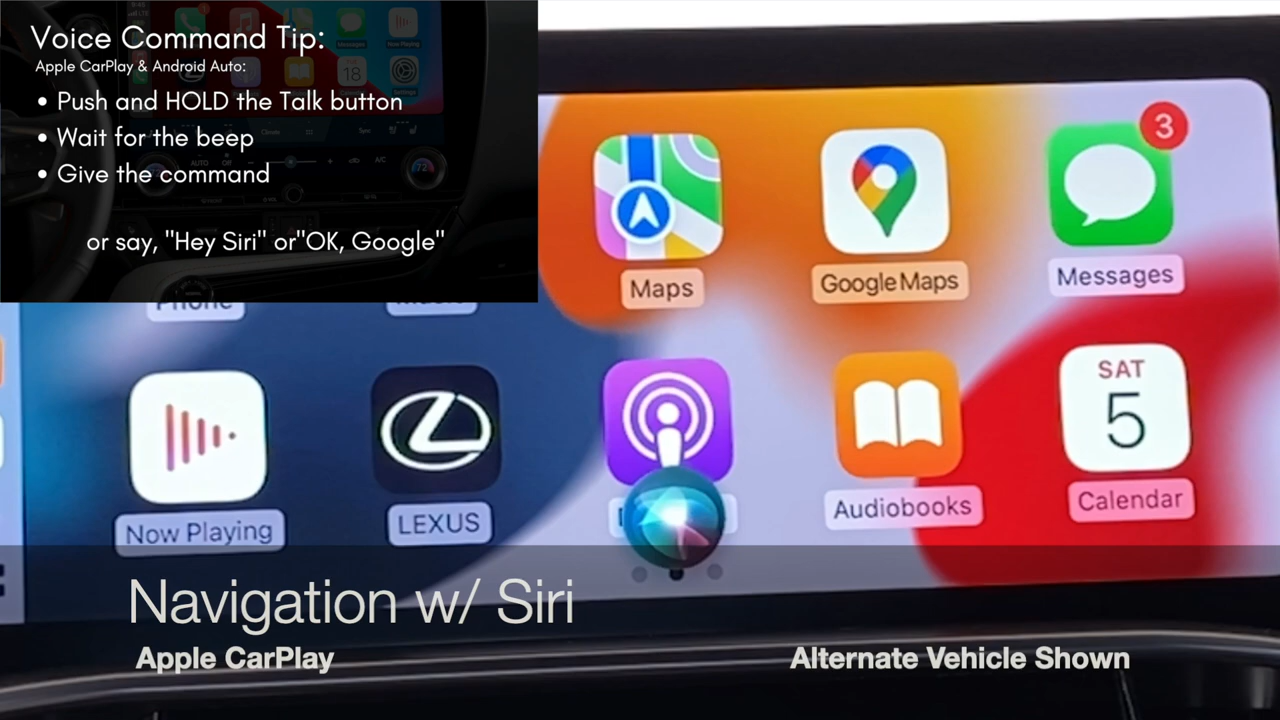 Voice Command Tip:
Apple CarPlay & Android Auto:
• Push and HOLD the Talk button
• Wait for the beep
• Give the command
or say, "Hey Siri" or"OK, Google"
3
Maps
Google Maps
Messages
Phone
Music
SAT
5
Now Playing
LEXUS
Audiobooks
Calendar
Navigation w/ Siri
Apple CarPlay
Alternate Vehicle Shown